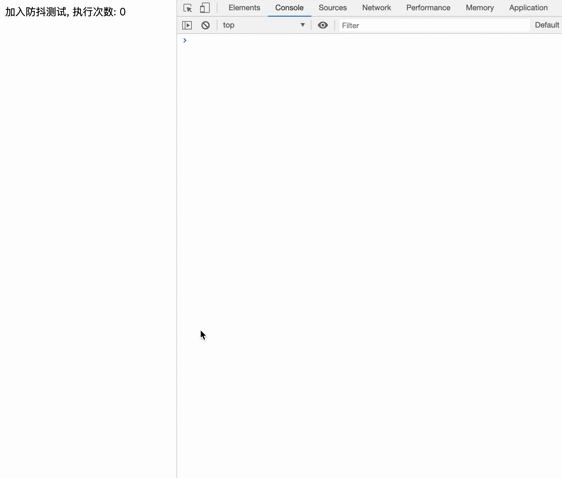 加入防抖测试, 执行次数: 0
Elements Console Sources Network Performance Memory Application
top Filter Default